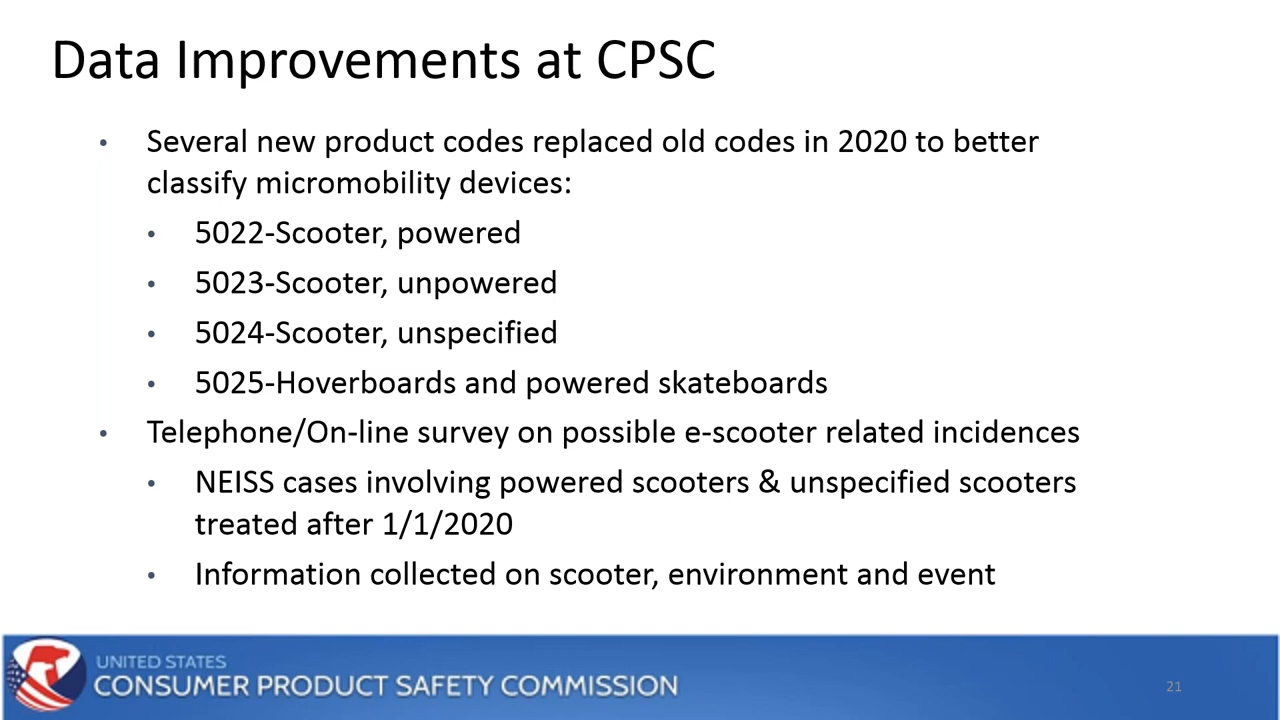 Data Improvements at CPSC
• Several new product codes replaced old codes in 2020 to better
classify micromobility devices:
• 5022-Scooter, powered
• 5023-Scooter, unpowered
• 5024-Scooter, unspecified
• 5025-Hoverboards and powered skateboards
• Telephone/On-line survey on possible e-scooter related incidences
• NEISS cases involving powered scooters & unspecified scooters
treated after 1/1/2020
• Information collected on scooter, environment and event
UNITED STATES
CONSUMER PRODUCT SAFETY COMMISSION
21